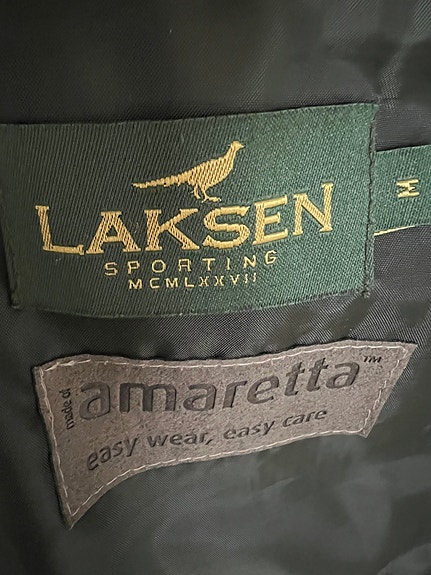 LAKSEN
SPORTING
MCMLXXVII
M
made of
amaretta™
easy wear, easy care